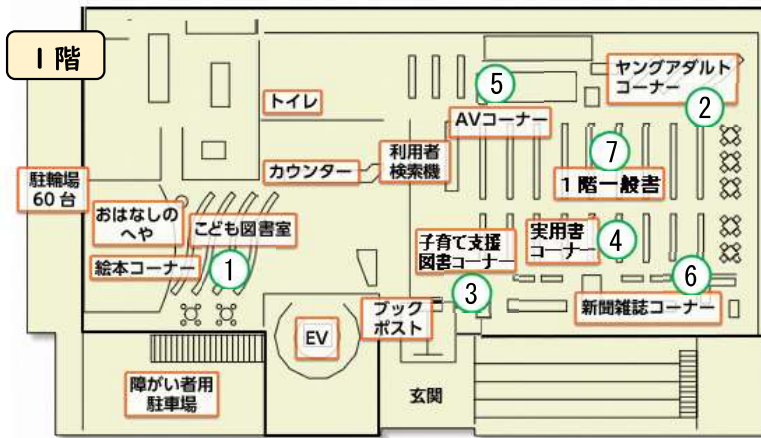 1階
ヤングアダルト
コーナー
②
⑤
AVコーナー
トイレ
利用者
検索機
カウンター
⑦
1階一般書
駐輪場
60台
おはなしの
へや
こども図書室
絵本コーナー
①
子育て支援
図書コーナー
③
実用書
コーナー
④
⑥
新聞雑誌コーナー
ブック
ポスト
EV
障がい者用
駐車場
玄関